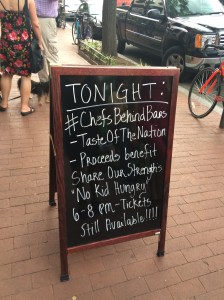 TONIGHT:
#ChefsBehindBars
-Taste Of The Nation
-Proceeds benefit
Share Our Strengths
"No Kid Hungry"
6-8 PM-Tickets
Still Available!!!!